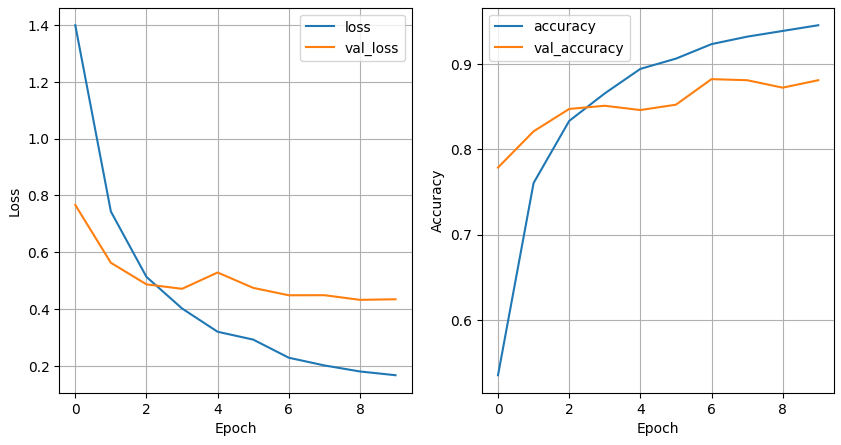 1.4
1.2
1.0
0.8
0.6
0.4
0.2
Loss
0 2 4 6 8
Epoch
loss
val_loss
0.9
0.8
0.7
0.6
Accuracy
0 2 4 6 8
Epoch
accuracy
val_accuracy